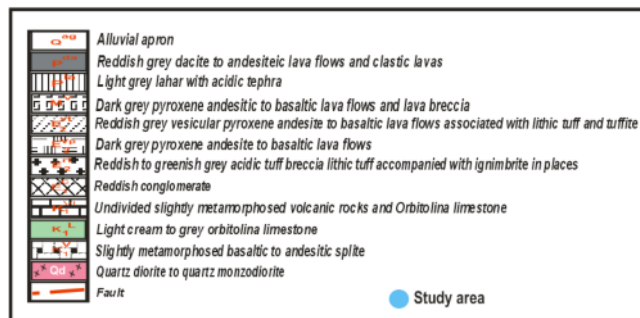 Q ag Alluvial apron
Reddish grey dacite to andesiteic lava flows and clastic lavas
Light grey lahar with acidic tephra
Dark grey pyroxene andesitic to basaltic lava flows and lava breccia
Reddish grey vesicular pyroxene andesite to basaltic lava flows associated with lithic tuff and tuffite
Dark grey pyroxene andesite to basaltic lava flows
Reddish to greenish grey acidic tuff breccia lithic tuff accompanied with ignimbrite in places
Reddish conglomerate
Undivided slightly metamorphosed volcanic rocks and Orbitolina limestone
Light cream to grey orbitolina limestone
Slightly metamorphosed basaltic to andesitic splite
Qd Quartz diorite to quartz monzodiorite
Fault
Study area